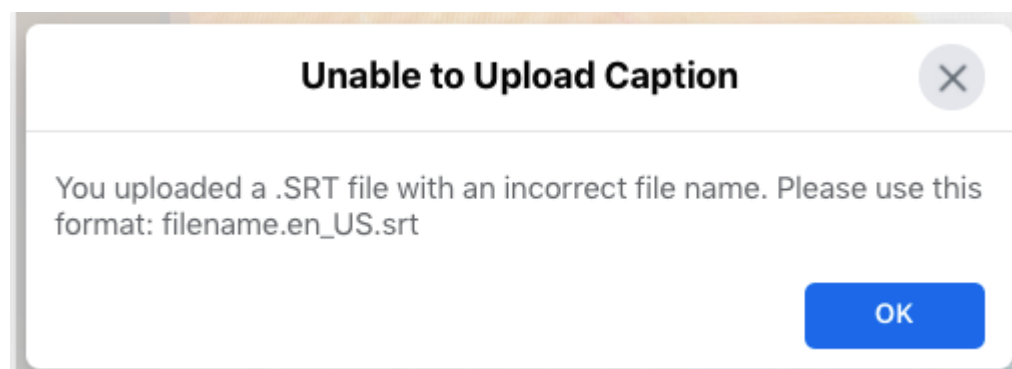 Unable to Upload Caption
You uploaded a .SRT file with an incorrect file name. Please use this
format: filename.en_US.srt
OK